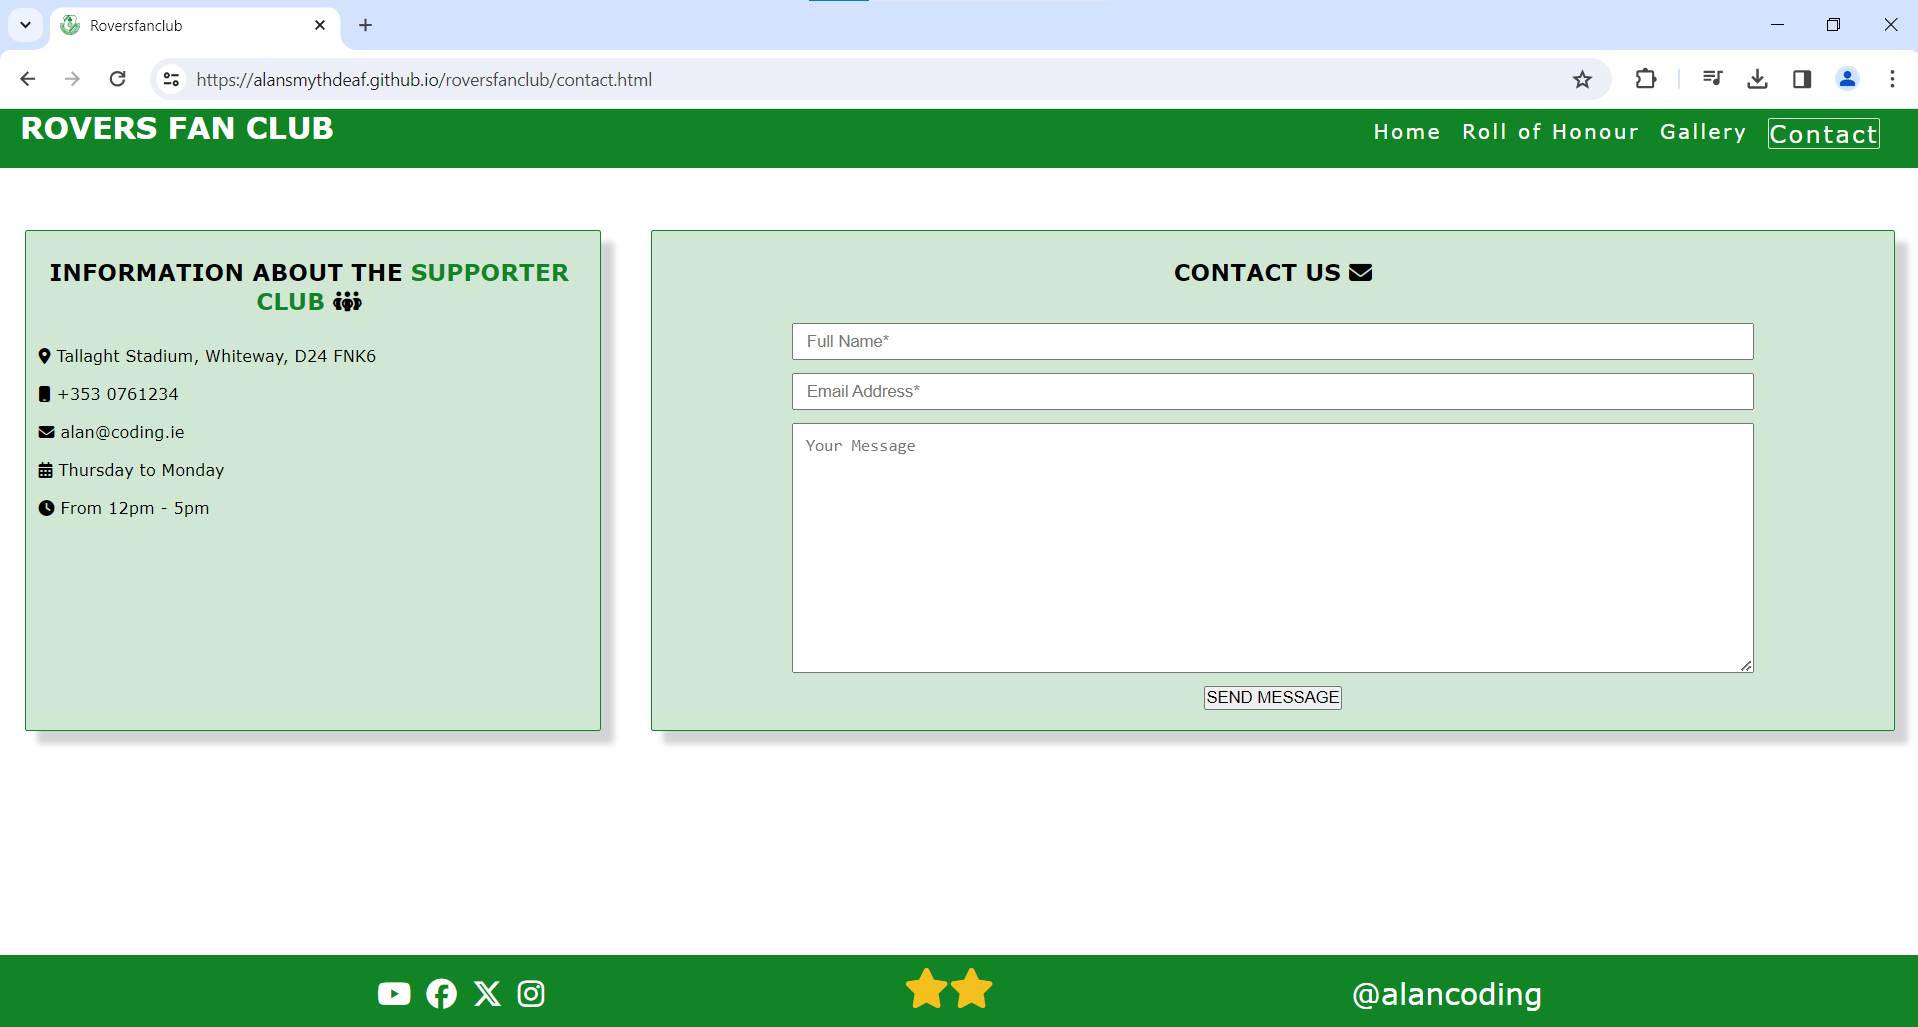 Roversfanclub
https://alansmythdeaf.github.io/roversfanclub/contact.html
ROVERS FAN CLUB
Home Roll of Honour Gallery Contact
INFORMATION ABOUT THE SUPPORTER
CLUB
Tallaght Stadium, Whiteway, D24 FNK6
+353 0761234
alan@coding.ie
Thursday to Monday
From 12pm - 5pm
CONTACT US
Full Name*
Email Address*
Your Message
SEND MESSAGE
@alancoding